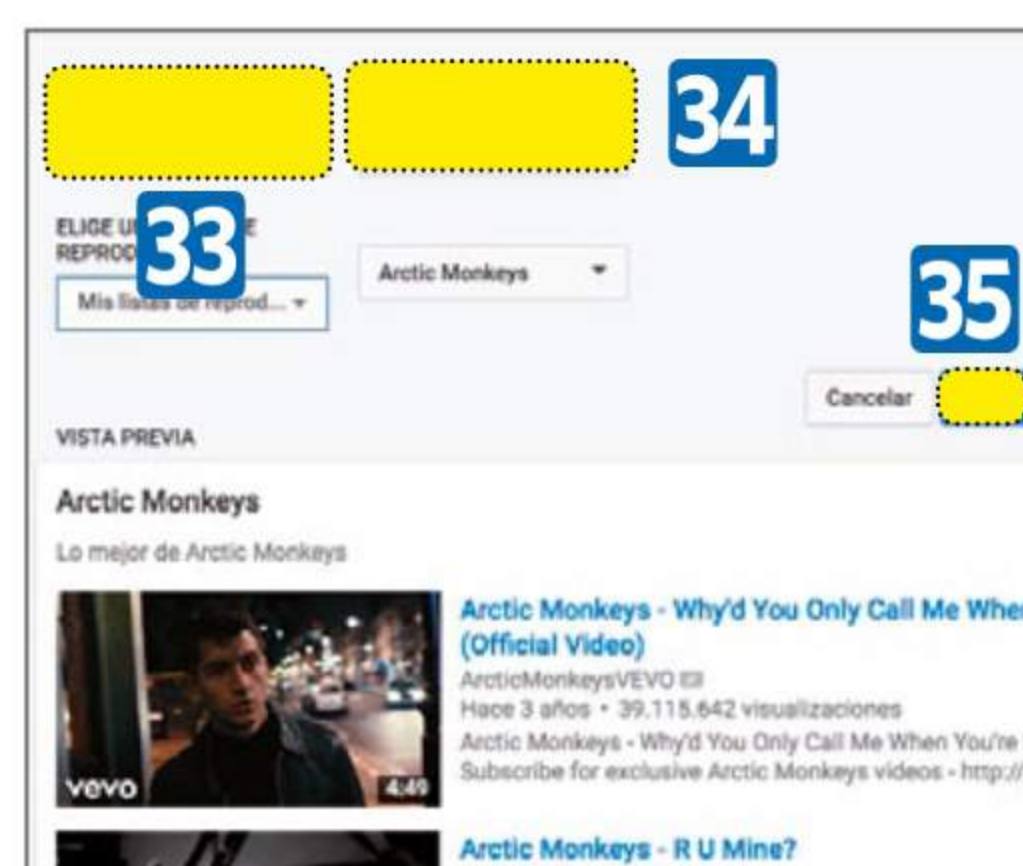 34
ELIGE
33
REPROD
Mis listas de reprod...
Arctic Monkeys
35
Cancelar
VISTA PREVIA
Arctic Monkeys
Lo mejor de Arctic Monkeys
Arctic Monkeys - Why'd You Only Call Me When
(Official Video)
ArcticMonkeysVEVO
Hace 3 años • 39.115.642 visualizaciones
Arctic Monkeys - Why'd You Only Call Me When You're
Subscribe for exclusive Arctic Monkeys videos - http://
vevo
4:49
Arctic Monkeys - R U Mine?